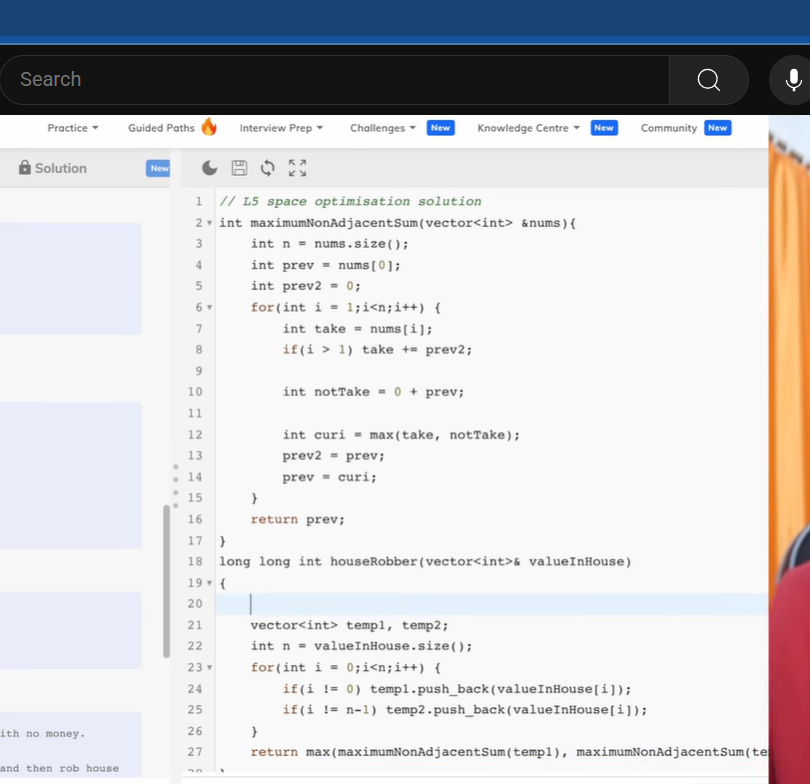 Search
Practice Guided Paths Interview Prep Challenges New Knowledge Centre New Community New
Solution New
1 // L5 space optimisation solution
2 int maximumNonAdjacentSum(vector<int> &nums){
3 int n = nums.size();
4 int prev = nums[0];
5 int prev2 = 0;
6 for(int i = 1;i<n;i++) {
7 int take = nums[i];
8 if(i > 1) take += prev2;
9
10 int notTake = 0 + prev;
11
12 int curi = max(take, notTake);
13 prev2 = prev;
14 prev = curi;
15 }
16 return prev;
17 }
18 long long int houseRobber(vector<int>& valueInHouse)
19 {
20
21 vector<int> temp1, temp2;
22 int n = valueInHouse.size();
23 for(int i = 0;i<n;i++) {
24 if(i != 0) temp1.push_back(valueInHouse[i]);
25 if(i != n-1) temp2.push_back(valueInHouse[i]);
26 }
27 return max(maximumNonAdjacentSum(temp1), maximumNonAdjacentSum(te
ith no money.
and then rob house